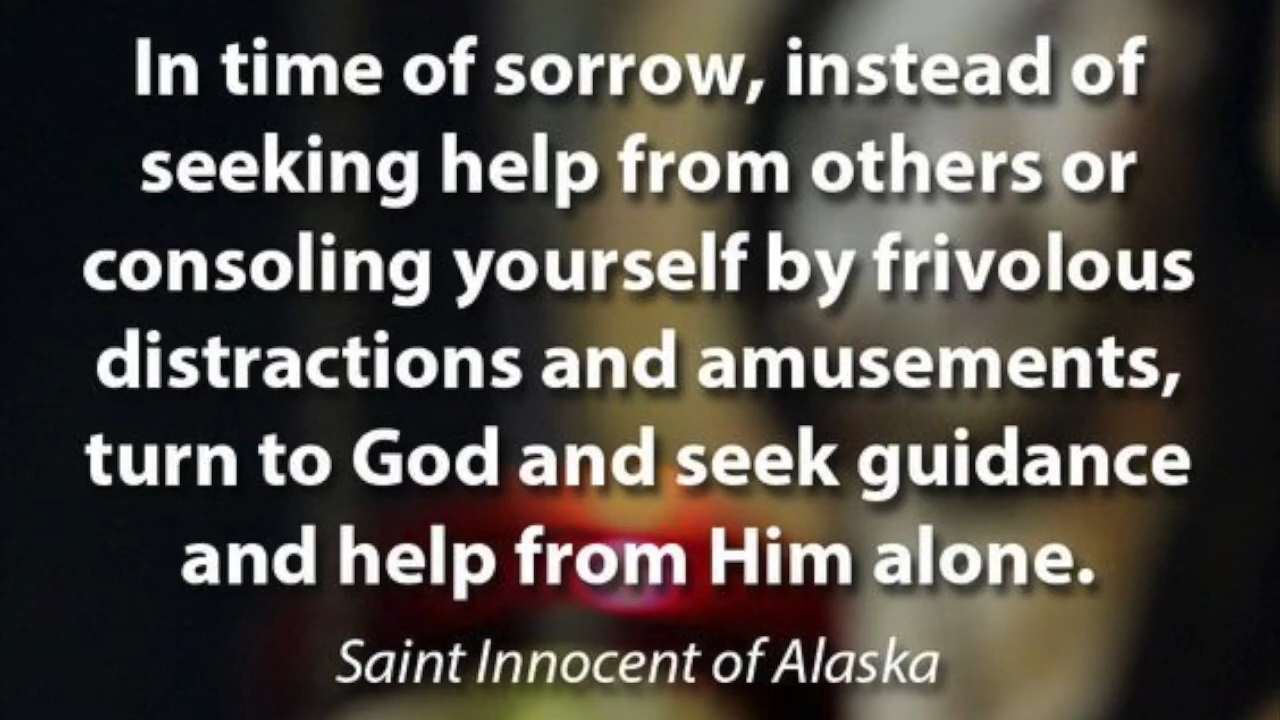 In time of sorrow, instead of
seeking help from others or
consoling yourself by frivolous
distractions and amusements,
turn to God and seek guidance
and help from Him alone.
Saint Innocent of Alaska